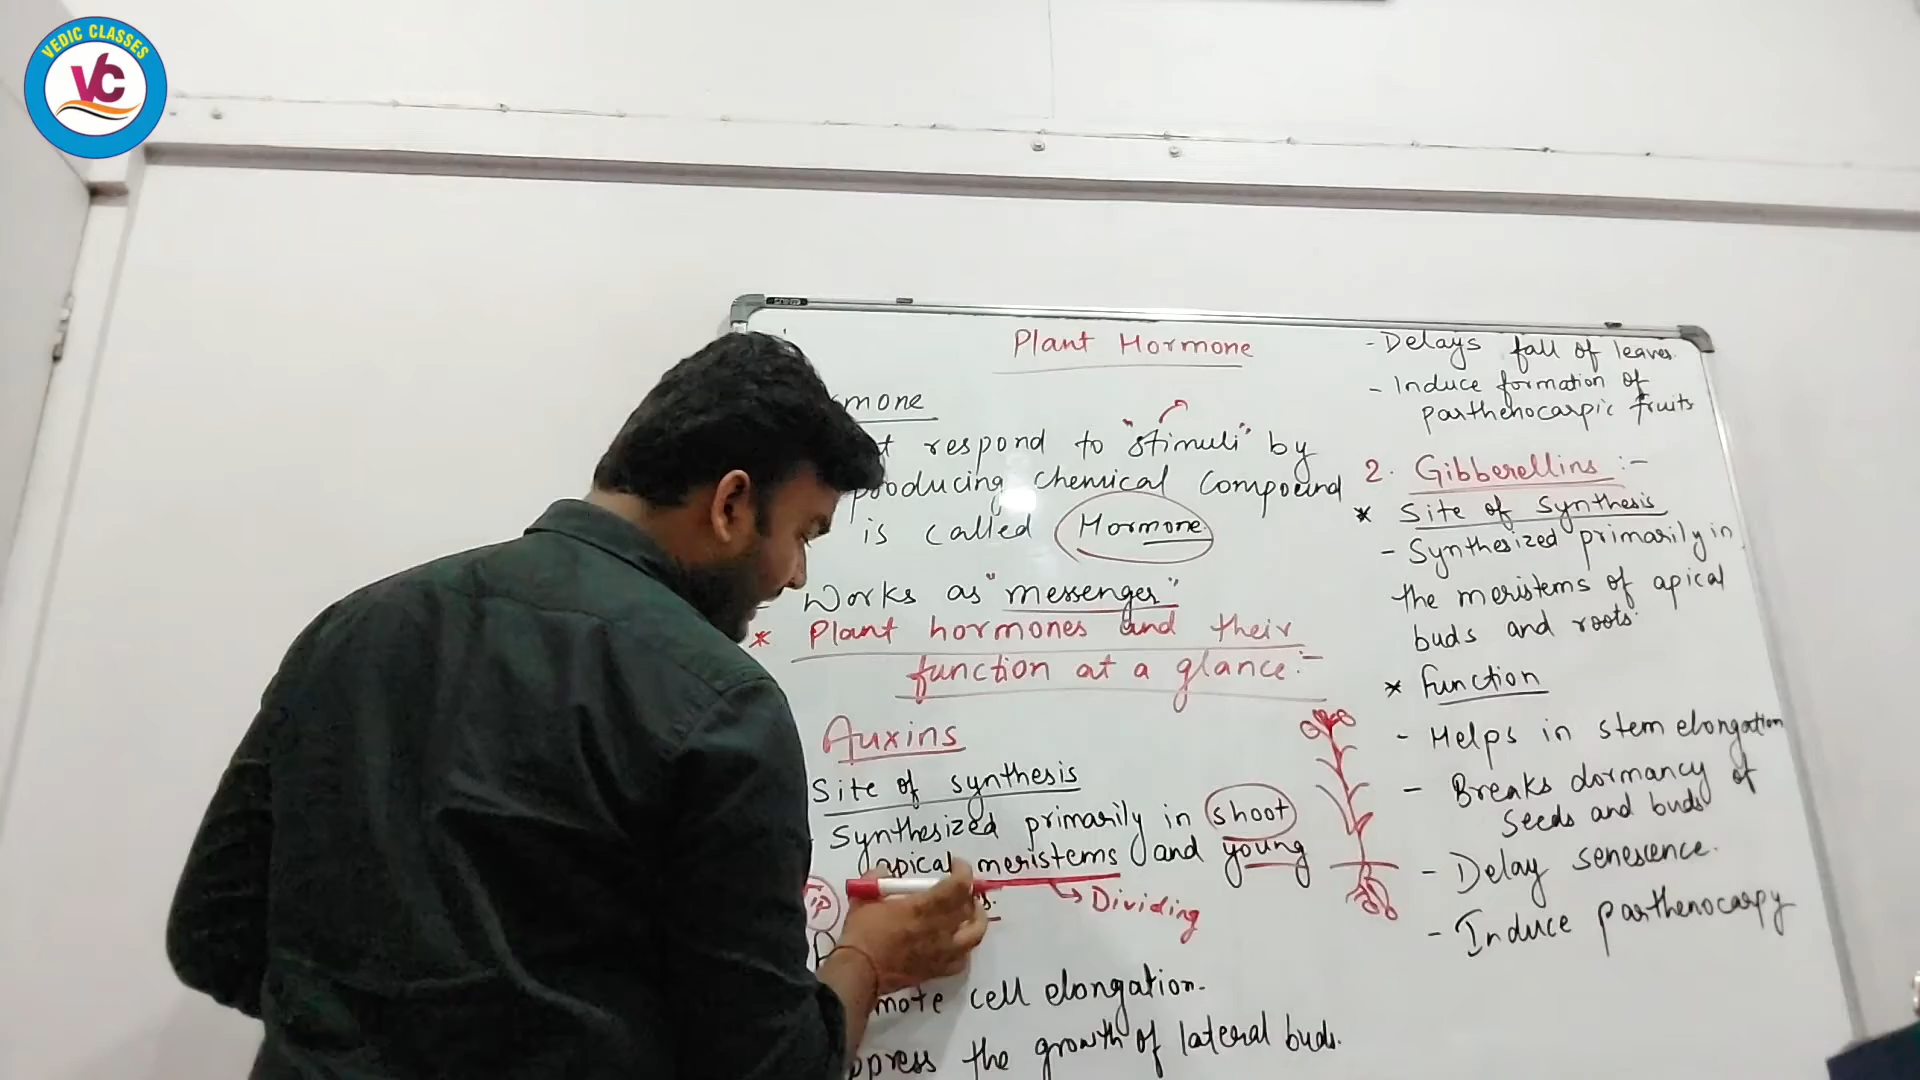 VEDIC CLASSES
VC
Plant Hormone
mone
respond to "stimuli" by
producing chemical compound
is called Hormone
Works as "messenger"
* Plant hormones and their
function at a glance:-
Auxins
Site of synthesis
Synthesized primarily in shoot
apical meristems and young
Dividing
mote cell elongation.
ppress the growth of lateral buds.
- Delays fall of leaves.
- Induce formation of
parthenocarpic fruits
2. Gibberellins :-
* Site of synthesis
- Synthesized primarily in
the meristems of apical
buds and roots.
* function
- Helps in stem elongation
- Breaks dormancy of
seeds and buds
- Delay senescence.
- Induce parthenocarpy